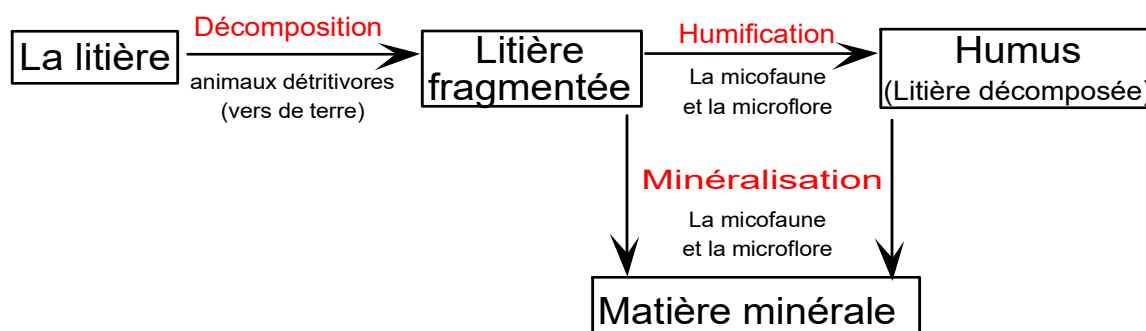 La litière
Décomposition
animaux détritivores
(vers de terre)
Litière
fragmentée
Humification
La micofaune
et la microflore
Humus
(Litière décomposée)
Minéralisation
La micofaune
et la microflore
Matière minérale